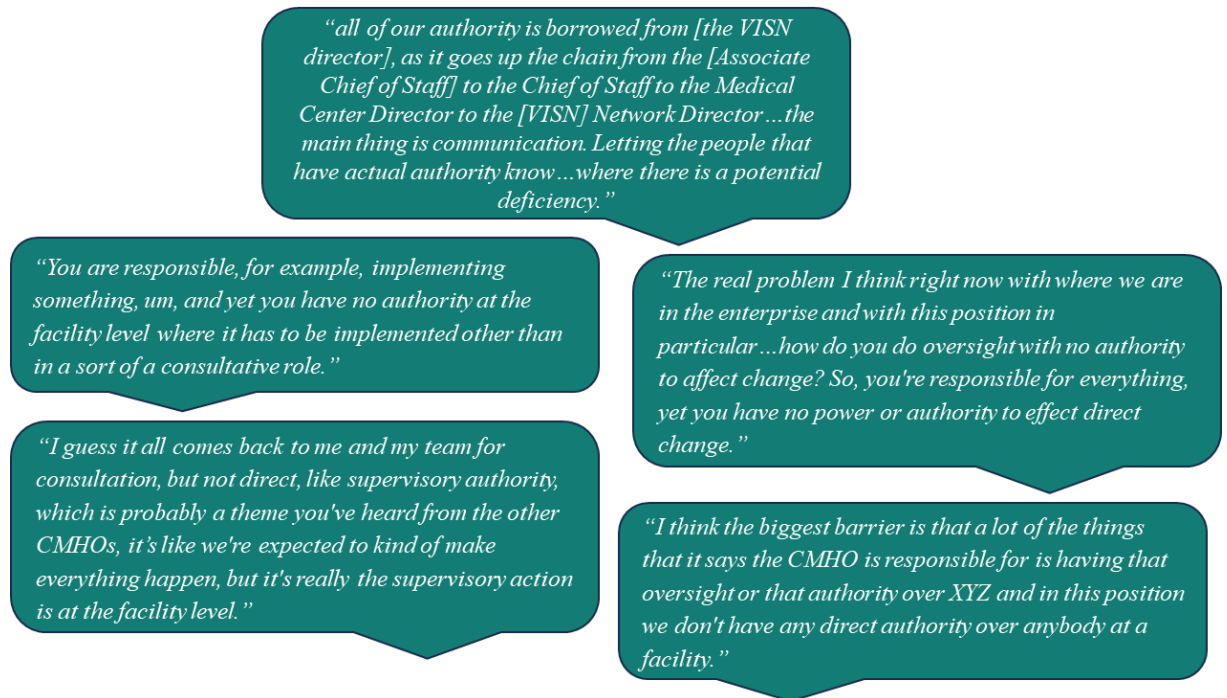 “all of our authority is borrowed from [the VISN
director], as it goes up the chain from the [Associate
Chief of Staff] to the Chief of Staff to the Medical
Center Director to the [VISN] Network Director…the
main thing is communication. Letting the people that
have actual authority know…where there is a potential
deficiency.”
“You are responsible, for example, implementing
something, um, and yet you have no authority at the
facility level where it has to be implemented other than
in a sort of a consultative role.”
“The real problem I think right now with where we are
in the enterprise and with this position in
particular…how do you do oversight with no authority
to affect change? So, you're responsible for everything,
yet you have no power or authority to effect direct
change.”
“I guess it all comes back to me and my team for
consultation, but not direct, like supervisory authority,
which is probably a theme you've heard from the other
CMHOs, it’s like we're expected to kind of make
everything happen, but it's really the supervisory action
is at the facility level.”
“I think the biggest barrier is that a lot of the things
that it says the CMHO is responsible for is having that
oversight or that authority over XYZ and in this position
we don't have any direct authority over anybody at a
facility.”